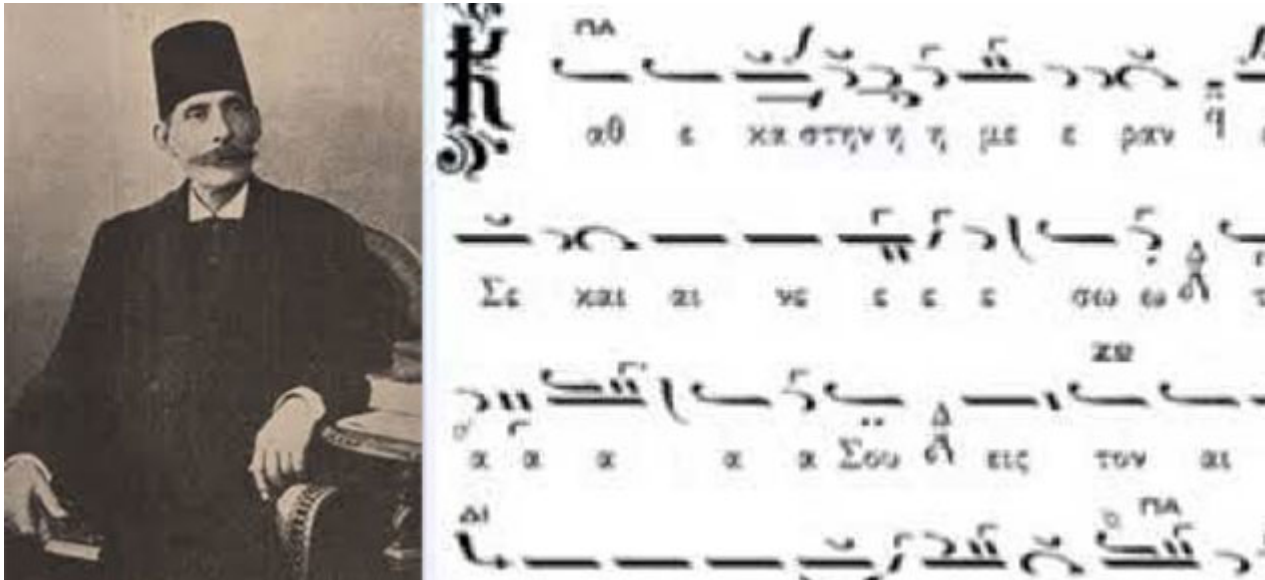 ΠΑ
Κ αθ ε κα στην η η με ε ραν
Σε και αι νε ε ε ε σω ω
ΖΩ
α α α α α Σου εις τον αι
ΔΙ ΠΑ